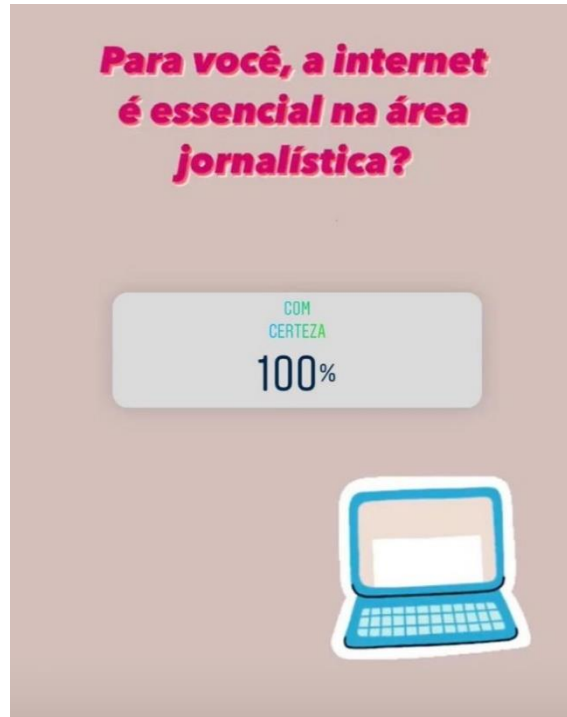 Para você, a internet
é essencial na área
jornalística?
COM
CERTEZA
100%